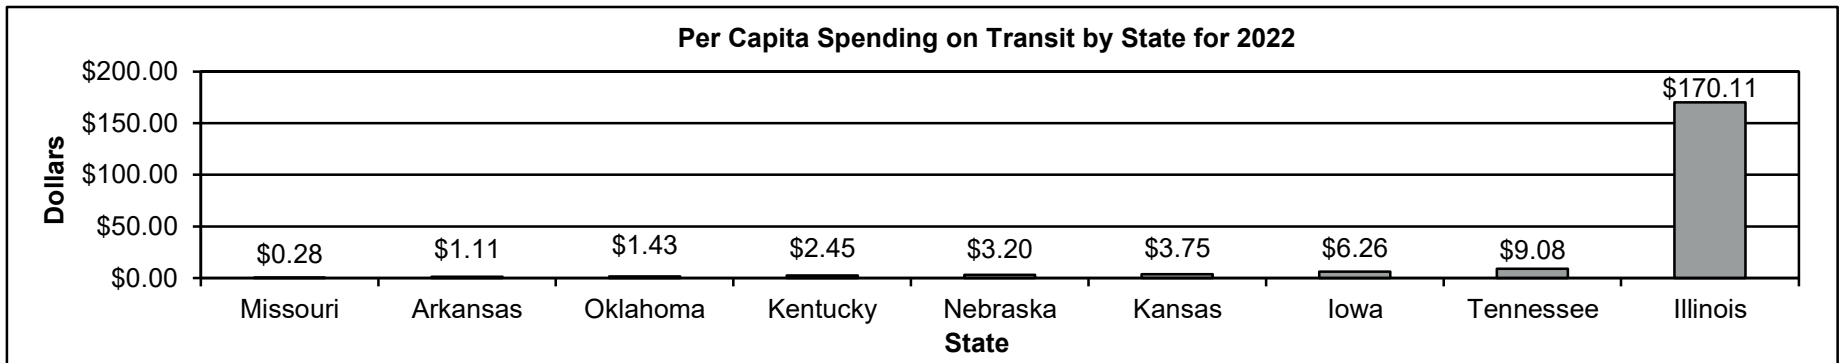 Per Capita Spending on Transit by State for 2022
$200.00
$150.00
$100.00
$50.00
$0.00
Dollars
$0.28 $1.11 $1.43 $2.45 $3.20 $3.75 $6.26 $9.08 $170.11
Missouri Arkansas Oklahoma Kentucky Nebraska Kansas Iowa Tennessee Illinois
State